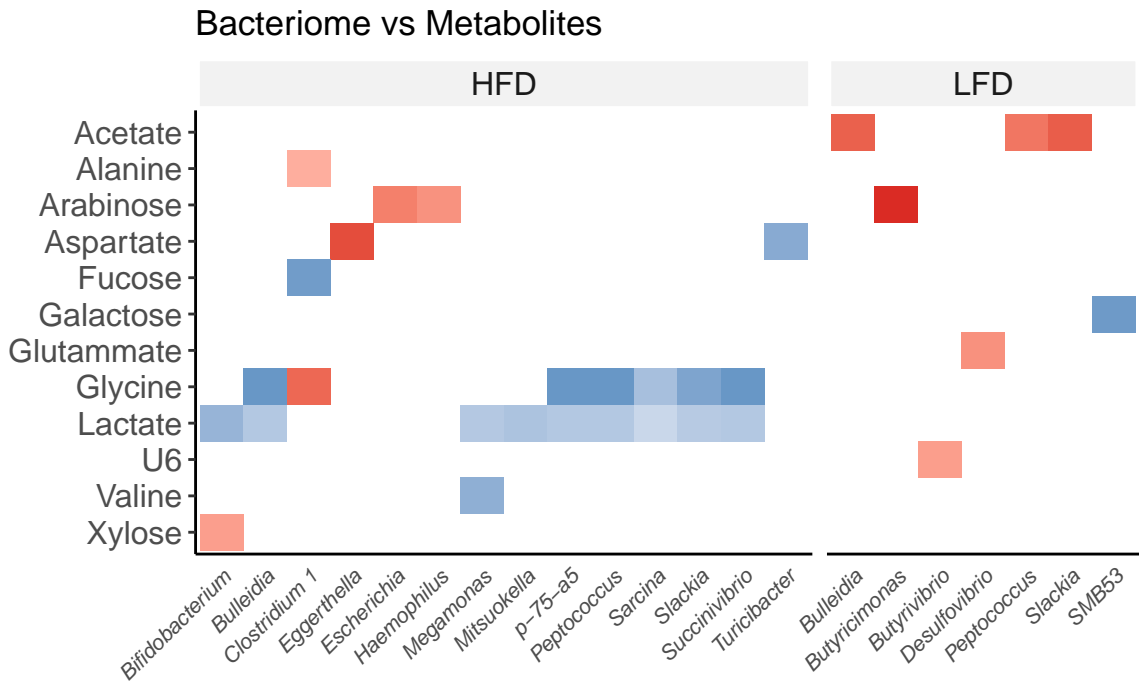 Bacteriome vs Metabolites
HFD
LFD
Acetate
Alanine
Arabinose
Aspartate
Fucose
Galactose
Glutammate
Glycine
Lactate
U6
Valine
Xylose
Bifidobacterium
Bulleidia
Clostridium 1
Eggerthella
Escherichia
Haemophilus
Megamonas
Mitsuokella
p−75−a5
Peptococcus
Sarcina
Slackia
Succinivibrio
Turicibacter
Bulleidia
Butyricimonas
Butyrivibrio
Desulfovibrio
Peptococcus
Slackia
SMB53